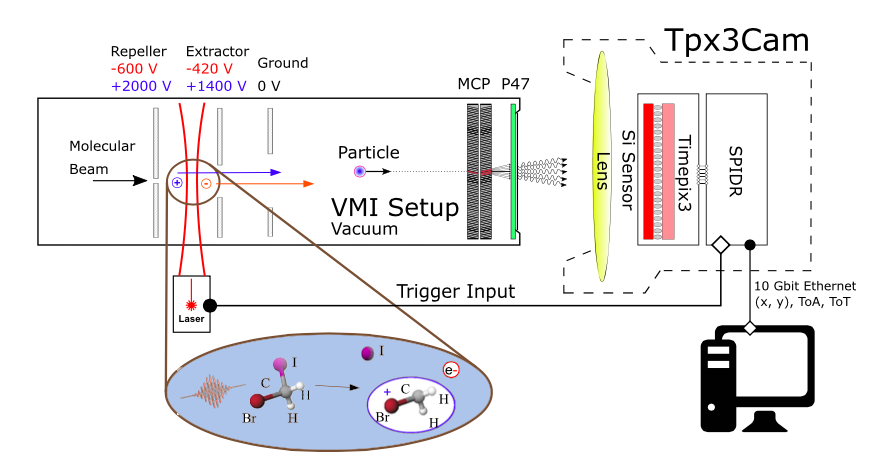 Tpx3Cam
Repeller
-600 V
+2000 V
Extractor
-420 V
+1400 V
Ground
0 V
MCP
P47
Molecular
Beam
+
-
Particle
VMI Setup
Vacuum
Lens
Si Sensor
Timepix3
SPIDR
Laser
Trigger Input
10 Gbit Ethernet
(x, y), ToA, ToT
I
C
H
Br
H
I
e-
+
C
H
Br
H